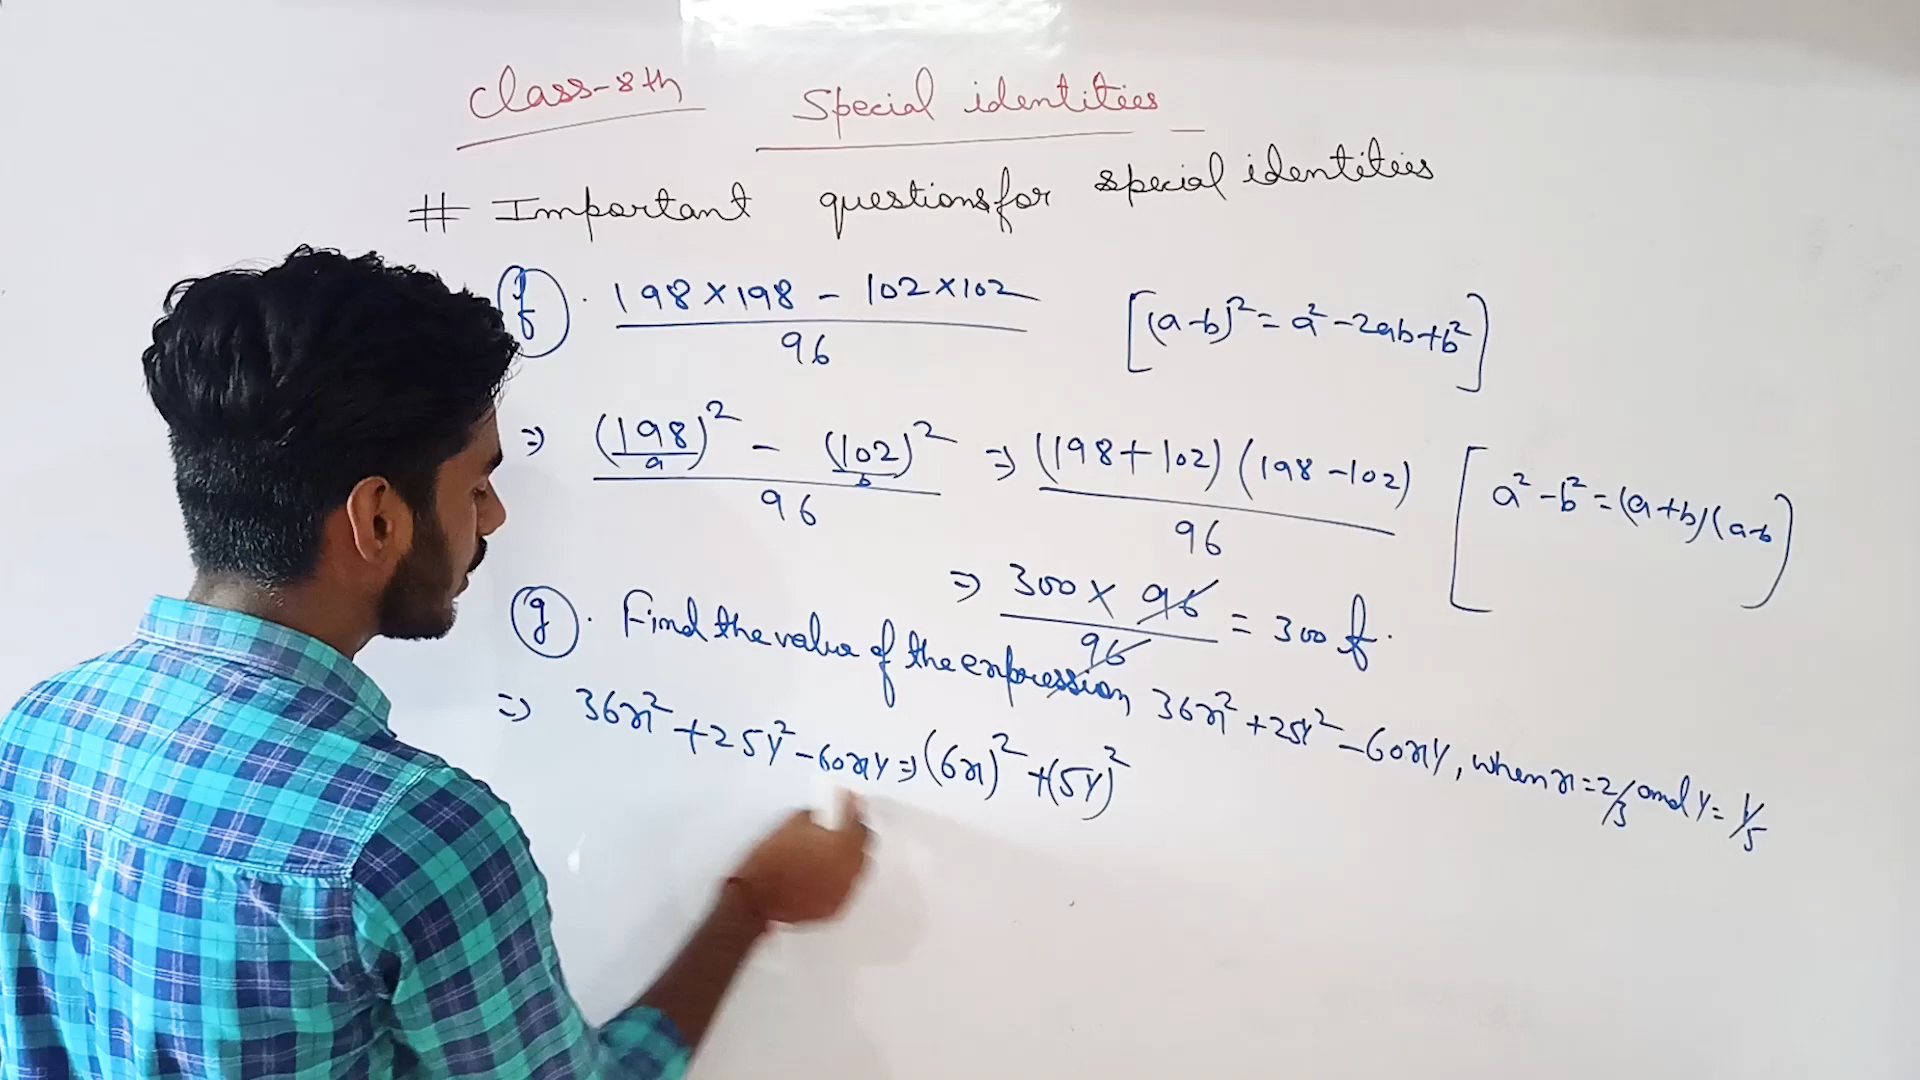 class-8th Special identities
# Important questions for special identities
f. 198×198 - 102×102 / 96 [(a-b)² = a² - 2ab + b²]
⇒ (198)² - (102)² / 96 ⇒ (198+102) (198-102) / 96 [a² - b² = (a+b)(a-b)]
a b
⇒ 300 × 96 / 96 = 300 f.
g. Find the value of the expression 36x² + 25y² - 60xy, when x = 2/3 and y = 1/5
⇒ 36x² + 25y² - 60xy ⇒ (6x)² + (5y)²